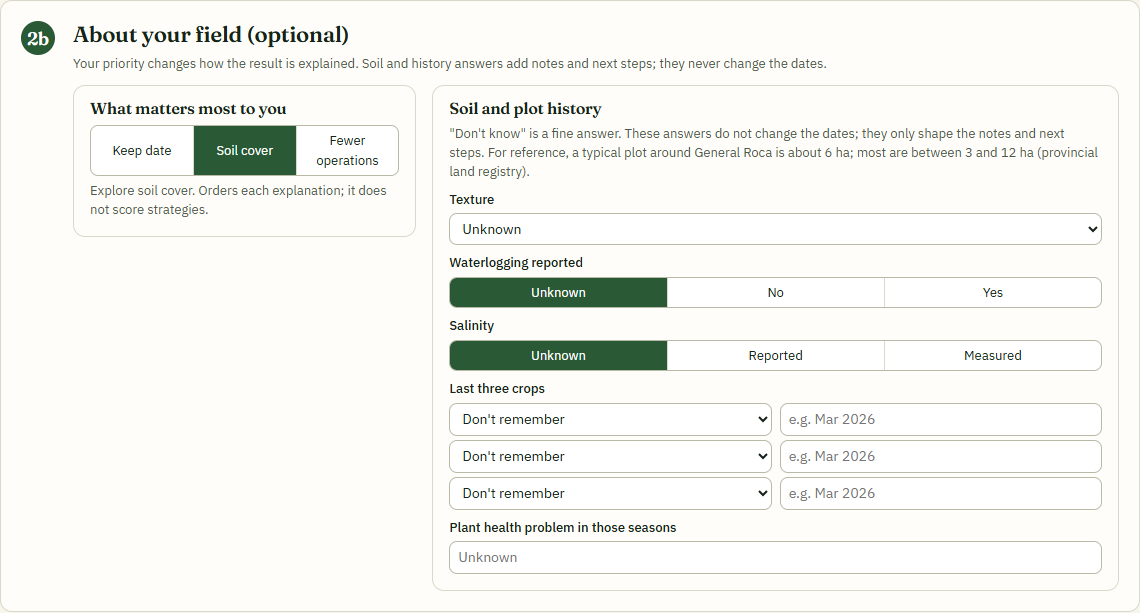 2b
About your field (optional)
Your priority changes how the result is explained. Soil and history answers add notes and next steps; they never change the dates.
What matters most to you
Keep date
Soil cover
Fewer
operations
Explore soil cover. Orders each explanation; it does
not score strategies.
Soil and plot history
"Don't know" is a fine answer. These answers do not change the dates; they only shape the notes and next
steps. For reference, a typical plot around General Roca is about 6 ha; most are between 3 and 12 ha (provincial
land registry).
Texture
Unknown
Waterlogging reported
Unknown No Yes
Salinity
Unknown Reported Measured
Last three crops
Don't remember e.g. Mar 2026
Don't remember e.g. Mar 2026
Don't remember e.g. Mar 2026
Plant health problem in those seasons
Unknown